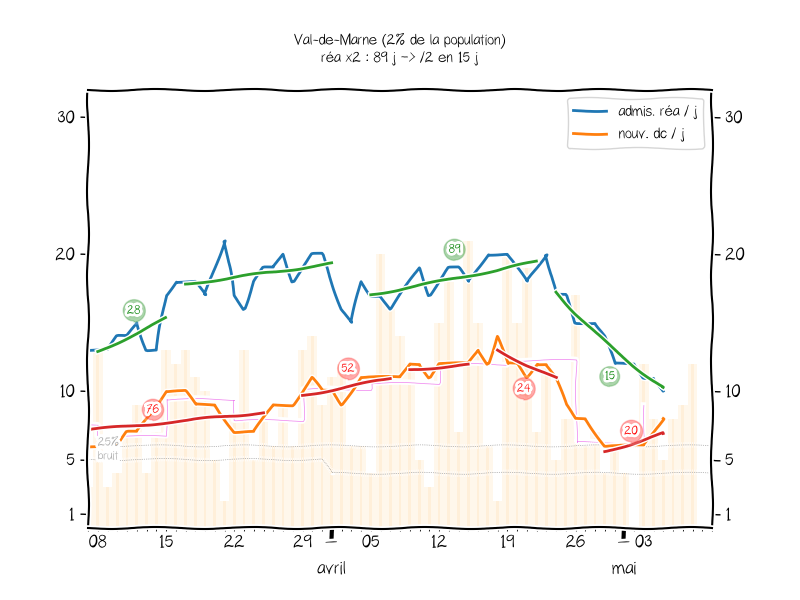 Val-de-Marne (2% de la population)
réa x2 : 89 j -> /2 en 15 j
admis. réa / j
nouv. dc / j
30
30
20
20
10
10
5
5
1
1
28
89
76
52
24
15
20
25%
bruit
08 15 22 29 05 12 19 26 03
avril mai